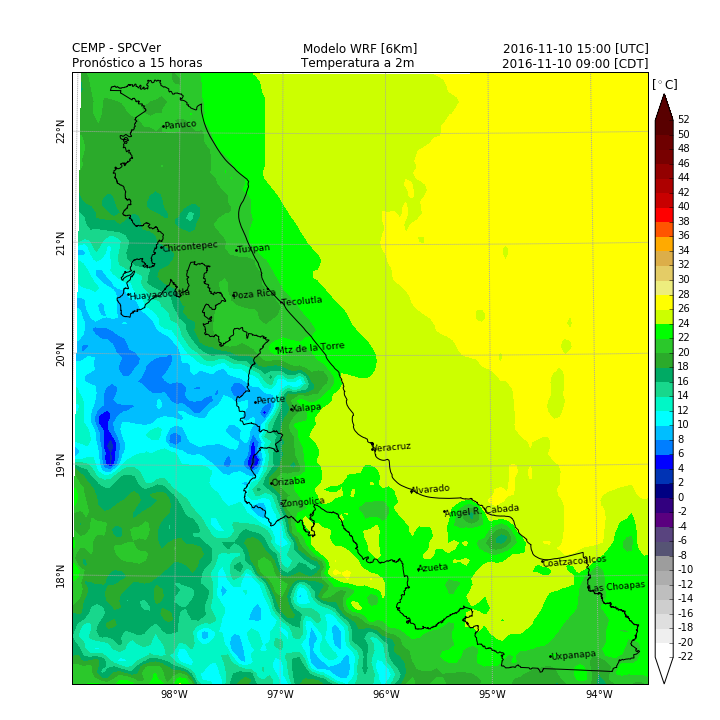 CEMP - SPCVer
Modelo WRF [6Km]
2016-11-10 15:00 [UTC]
Pronóstico a 15 horas
Temperatura a 2m
2016-11-10 09:00 [CDT]
[°C]
22°N
21°N
20°N
19°N
18°N
98°W
97°W
96°W
95°W
94°W
Panuco
Chicontepec
Tuxpan
Huayacocotla
Poza Rica
Tecolutla
Mtz de la Torre
Perote
Xalapa
Veracruz
Orizaba
Alvarado
Zongolica
Angel R. Cabada
Azueta
Coatzacoalcos
Las Choapas
Uxpanapa
52
50
48
46
44
42
40
38
36
34
32
30
28
26
24
22
20
18
16
14
12
10
8
6
4
2
0
-2
-4
-6
-8
-10
-12
-14
-16
-18
-20
-22